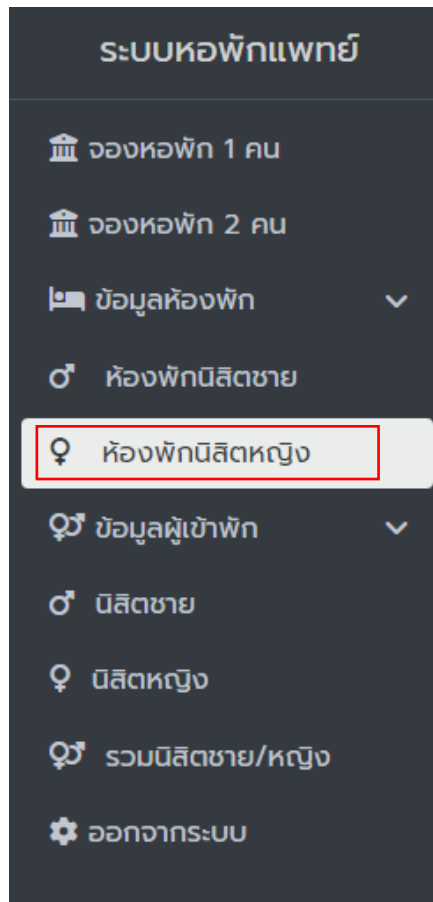 ระบบหอพักแพทย์
จองหอพัก 1 คน
จองหอพัก 2 คน
ข้อมูลห้องพัก
ห้องพักนิสิตชาย
ห้องพักนิสิตหญิง
ข้อมูลผู้เข้าพัก
นิสิตชาย
นิสิตหญิง
รวมนิสิตชาย/หญิง
ออกจากระบบ